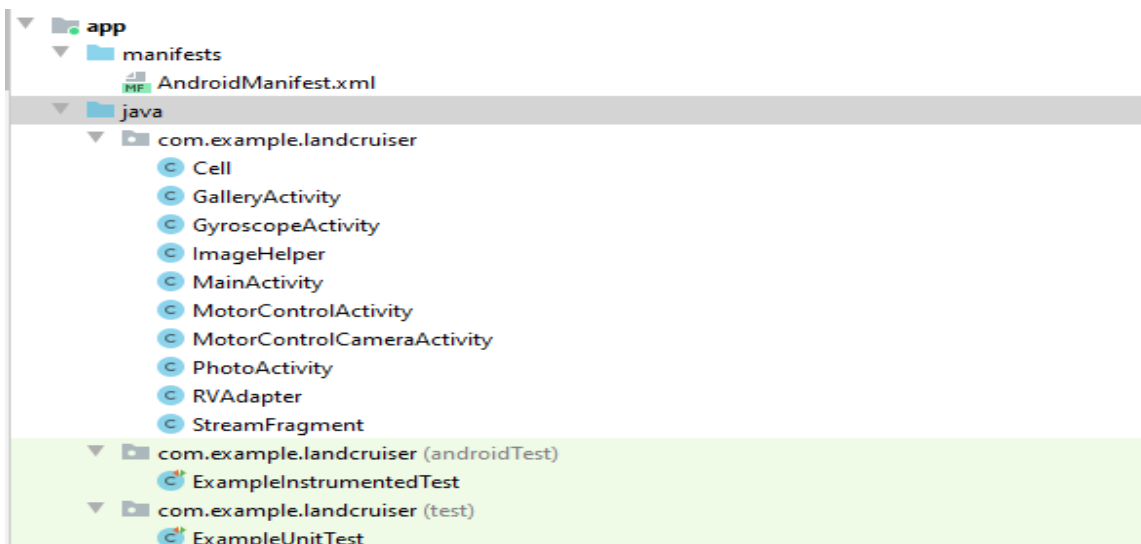 app
manifests
MF AndroidManifest.xml
java
com.example.landcruiser
C Cell
C GalleryActivity
C GyroscopeActivity
C ImageHelper
C MainActivity
C MotorControlActivity
C MotorControlCameraActivity
C PhotoActivity
C RVAdapter
C StreamFragment
com.example.landcruiser (androidTest)
C ExampleInstrumentedTest
com.example.landcruiser (test)
C ExampleUnitTest